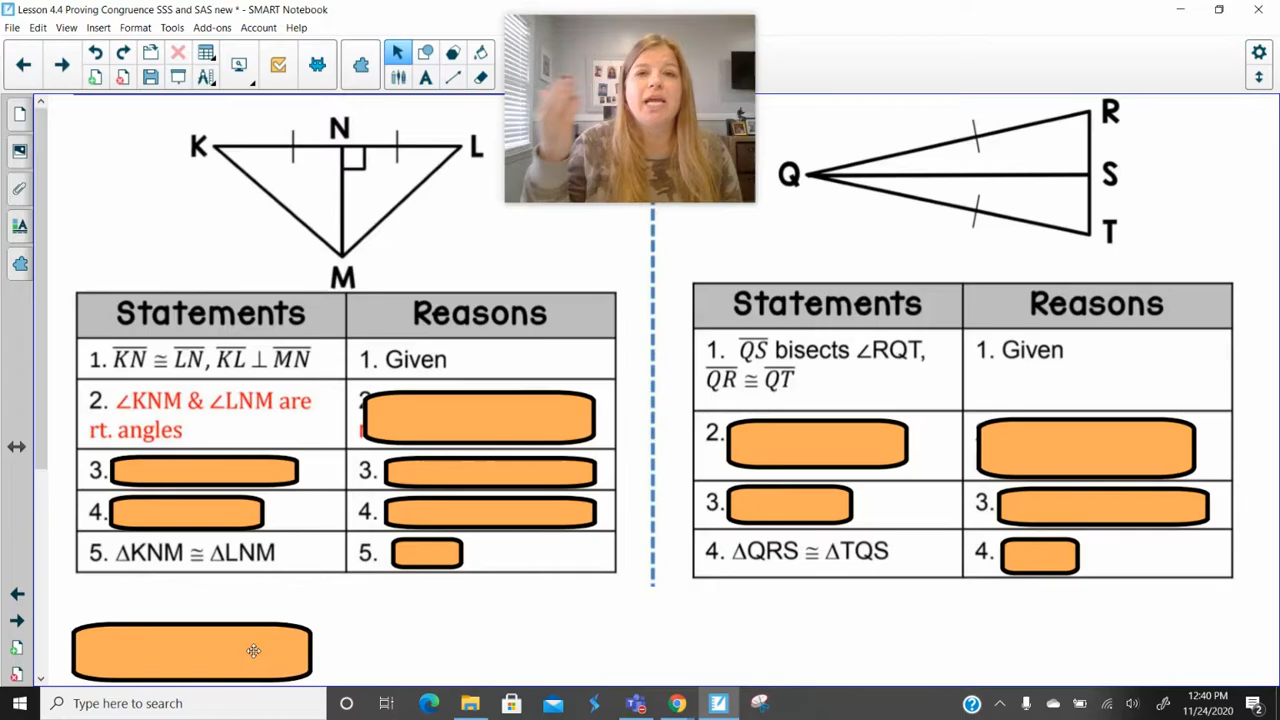 Lesson 4.4 Proving Congruence SSS and SAS new * - SMART Notebook
File Edit View Insert Format Tools Add-ons Account Help
K N L
M
Q R S T
Statements Reasons
1. KN ≅ LN, KL ⊥ MN 1. Given
2. ∠KNM & ∠LNM are
rt. angles
3. 3.
4. 4.
5. ΔKNM ≅ ΔLNM 5.
Statements Reasons
1. QS bisects ∠RQT, 1. Given
QR ≅ QT
2.
3. 3.
4. ΔQRS ≅ ΔTQS 4.
Type here to search
12:40 PM
11/24/2020
2